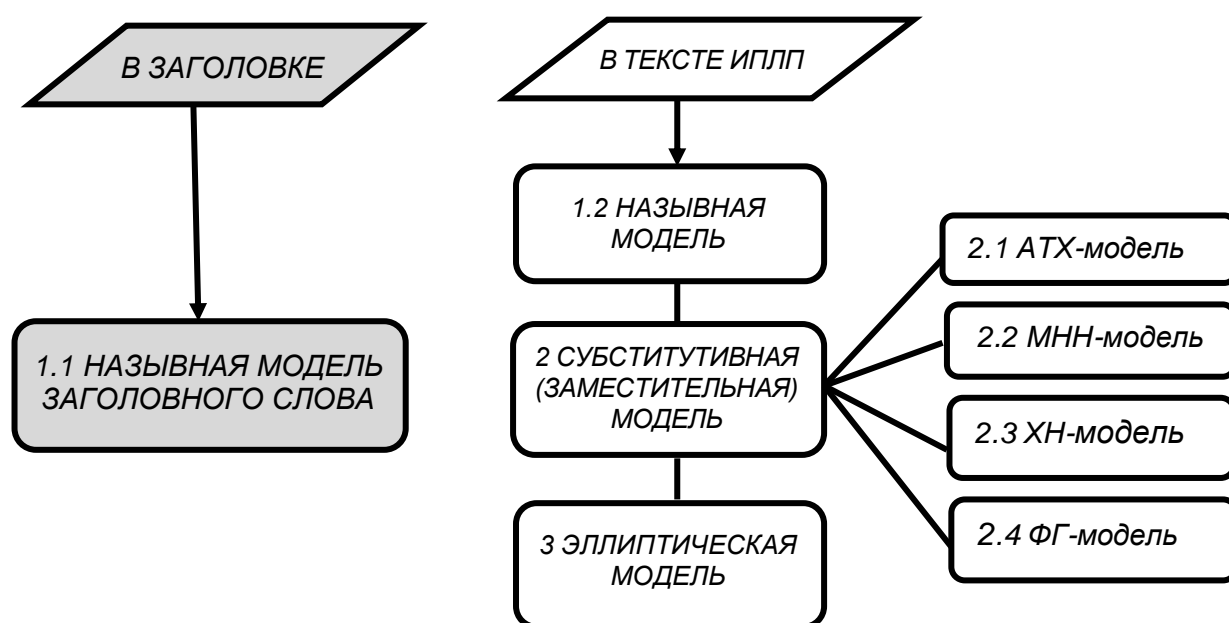 В ЗАГОЛОВКЕ
1.1 НАЗЫВНАЯ МОДЕЛЬ
ЗАГОЛОВНОГО СЛОВА
В ТЕКСТЕ ИПЛП
1.2 НАЗЫВНАЯ
МОДЕЛЬ
2 СУБСТИТУТИВНАЯ
(ЗАМЕСТИТЕЛЬНАЯ)
МОДЕЛЬ
3 ЭЛЛИПТИЧЕСКАЯ
МОДЕЛЬ
2.1 АТХ-модель
2.2 МНН-модель
2.3 ХН-модель
2.4 ФГ-модель